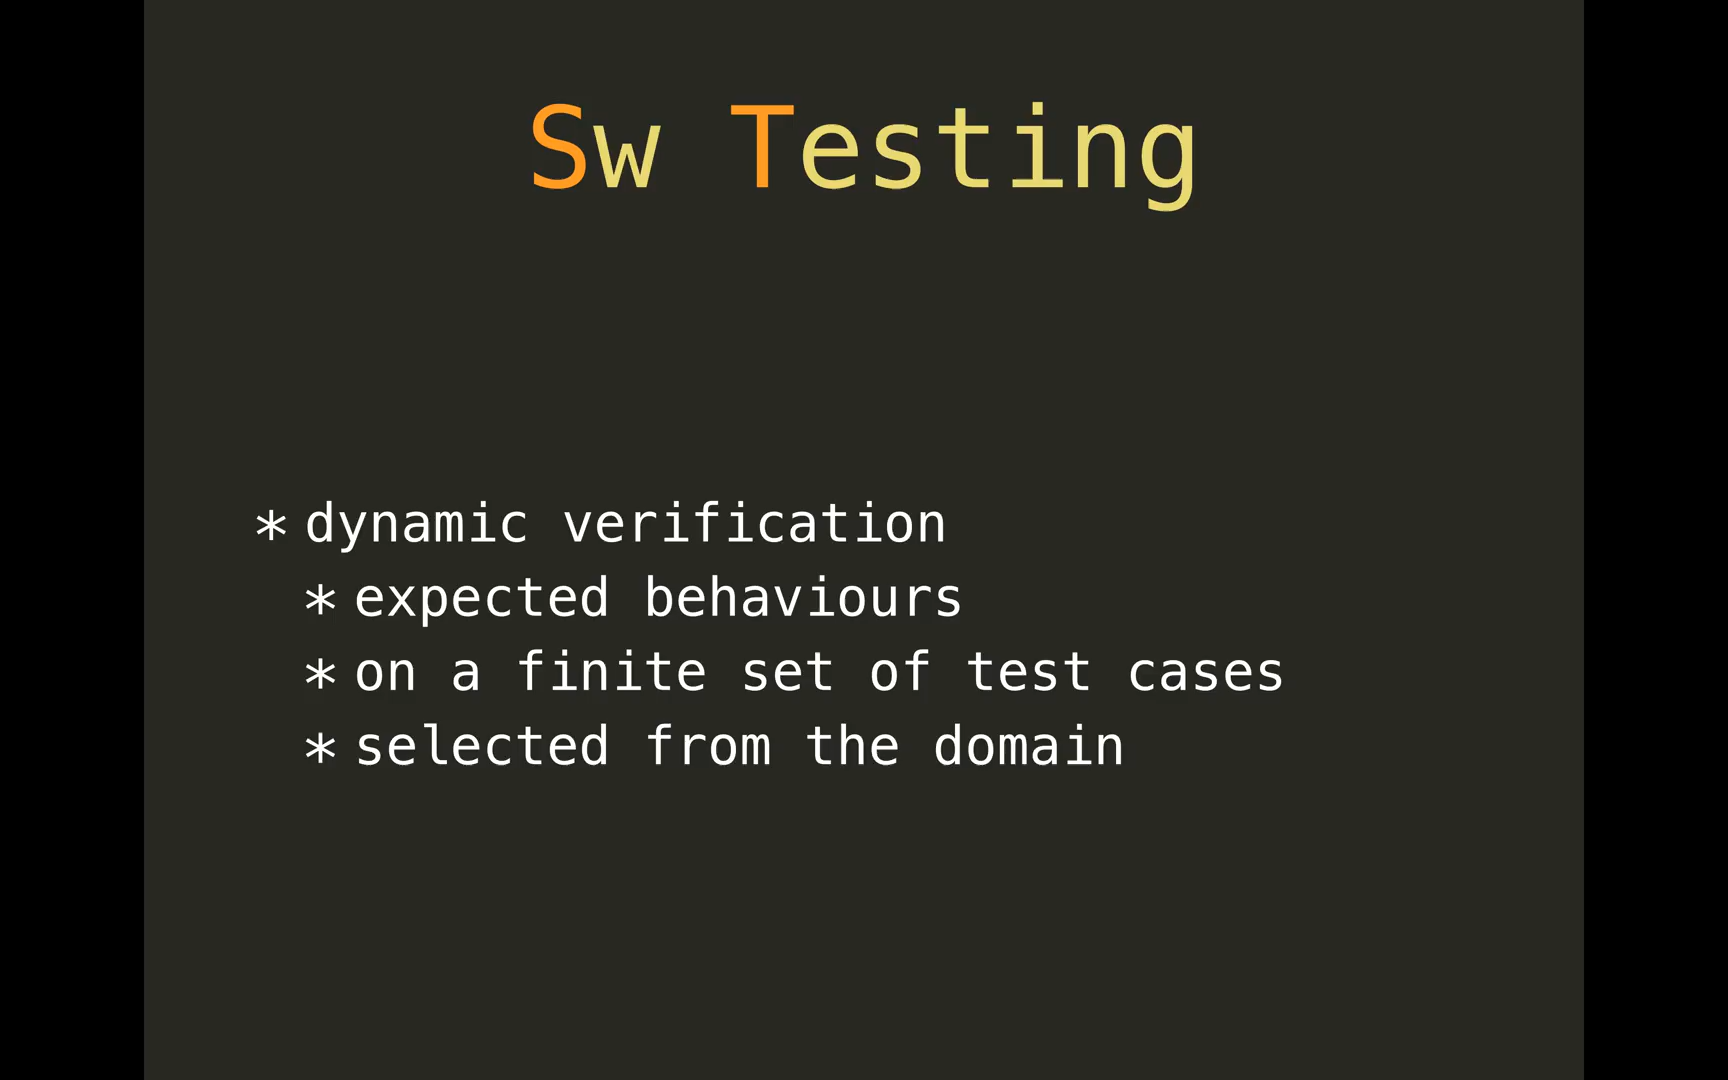 Sw Testing
* dynamic verification
* expected behaviours
* on a finite set of test cases
* selected from the domain